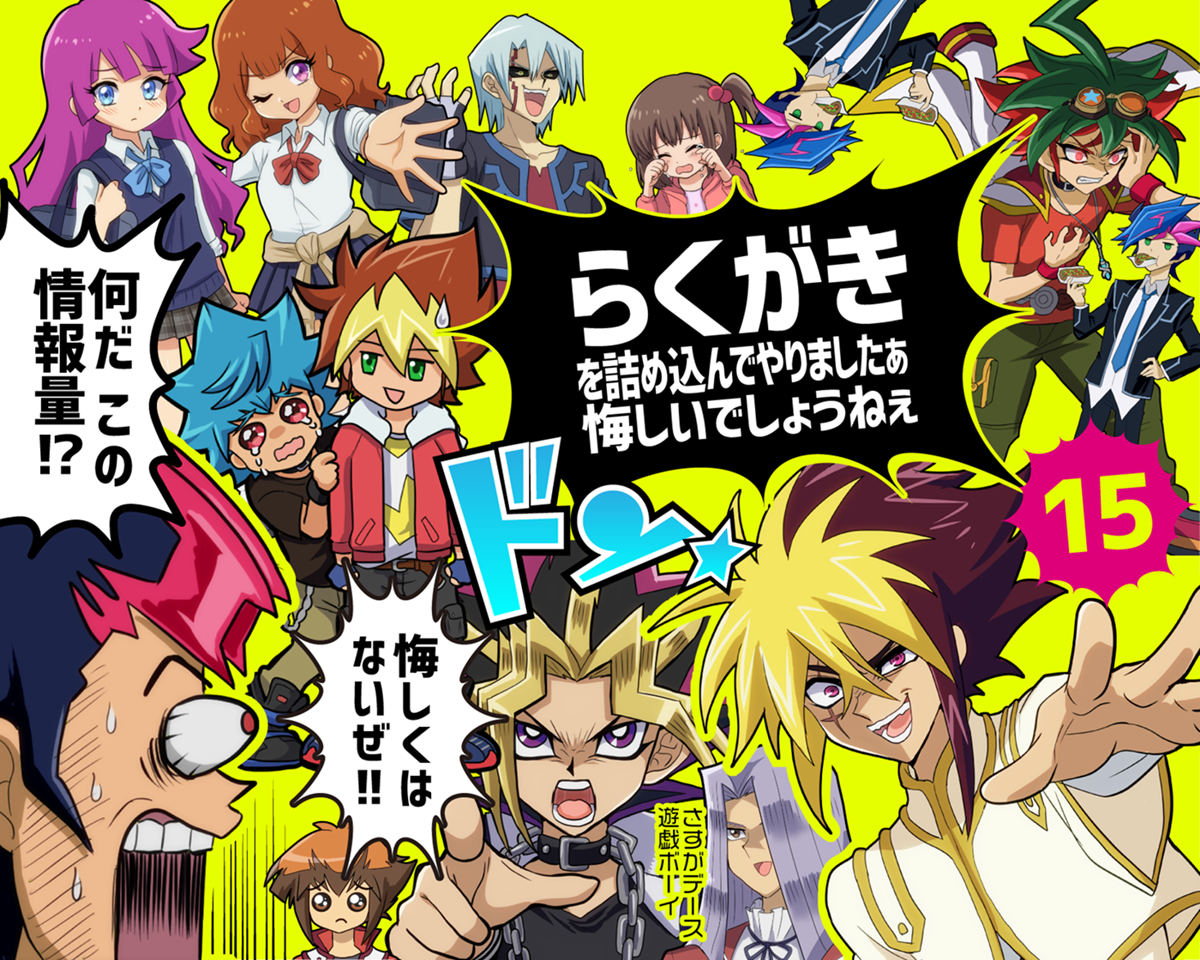 らくがき
を詰め込んでやりましたぁ
悔しいでしょうねぇ
何だ この
情報量!?
ドン☆
15
悔しくは
ないぜ!!
さすがデース
遊戯ボーイ